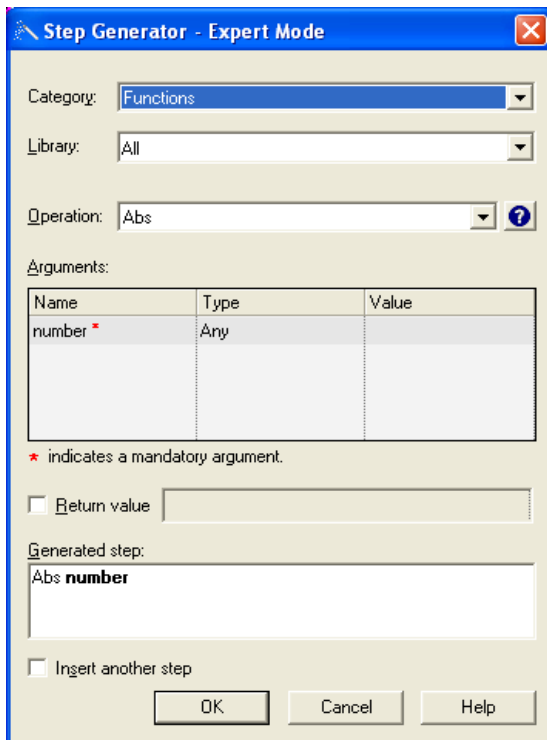 Step Generator - Expert Mode
Category: Functions
Library: All
Operation: Abs ?
Arguments:
Name Type Value
number * Any
* indicates a mandatory argument.
Return value
Generated step:
Abs number
Insert another step
OK Cancel Help